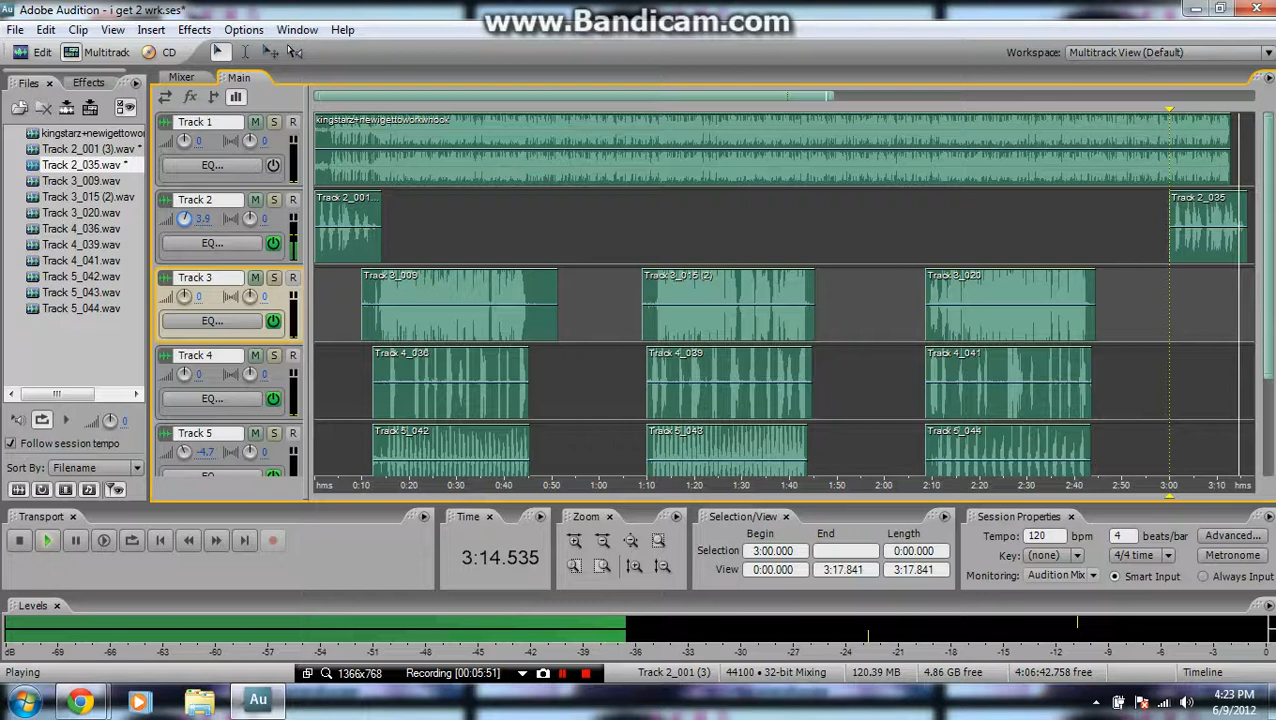 Adobe Audition - i get 2 wrk.ses*
www.Bandicam.com
File Edit Clip View Insert Effects Options Window Help
Edit Multitrack CD
Workspace: Multitrack View (Default)
Files Effects
Mixer Main
kingstarz+newigettowor
Track 2_001 (3).wav *
Track 2_035.wav *
Track 3_009.wav
Track 3_015 (2).wav
Track 3_020.wav
Track 4_036.wav
Track 4_039.wav
Track 4_041.wav
Track 5_042.wav
Track 5_043.wav
Track 5_044.wav
0
Follow session tempo
Sort By: Filename
Track 1 M S R
0 0
EQ...
Track 2 M S R
3.9 0
EQ...
Track 3 M S R
0 0
EQ...
Track 4 M S R
0 0
EQ...
Track 5 M S R
-4.7 0
Track 2_001... Track 2_035
Track 3_009 Track 3_015 (2) Track 3_020
Track 4_036 Track 4_039 Track 4_041
Track 5_042 Track 5_043 Track 5_044
hms 0:10 0:20 0:30 0:40 0:50 1:00 1:10 1:20 1:30 1:40 1:50 2:00 2:10 2:20 2:30 2:40 2:50 3:00 3:10 hms
Transport Time Zoom Selection/View Session Properties
3:14.535
Begin End Length
Selection 3:00.000 0:00.000
View 0:00.000 3:17.841 3:17.841
Tempo: 120 bpm 4 beats/bar Advanced...
Key: (none) 4/4 time Metronome
Monitoring: Audition Mix Smart Input Always Input
Levels
dB -69 -66 -63 -60 -57 -54 -51 -48 -45 -42 -39 -36 -33 -30 -27 -24 -21 -18 -15 -12 -9 -6 -3 0
Playing
1366x768 Recording [00:05:51]
Track 2_001 (3) 44100 • 32-bit Mixing 120.39 MB 4.86 GB free 4:06:42.758 free Timeline
Au
4:23 PM
6/9/2012